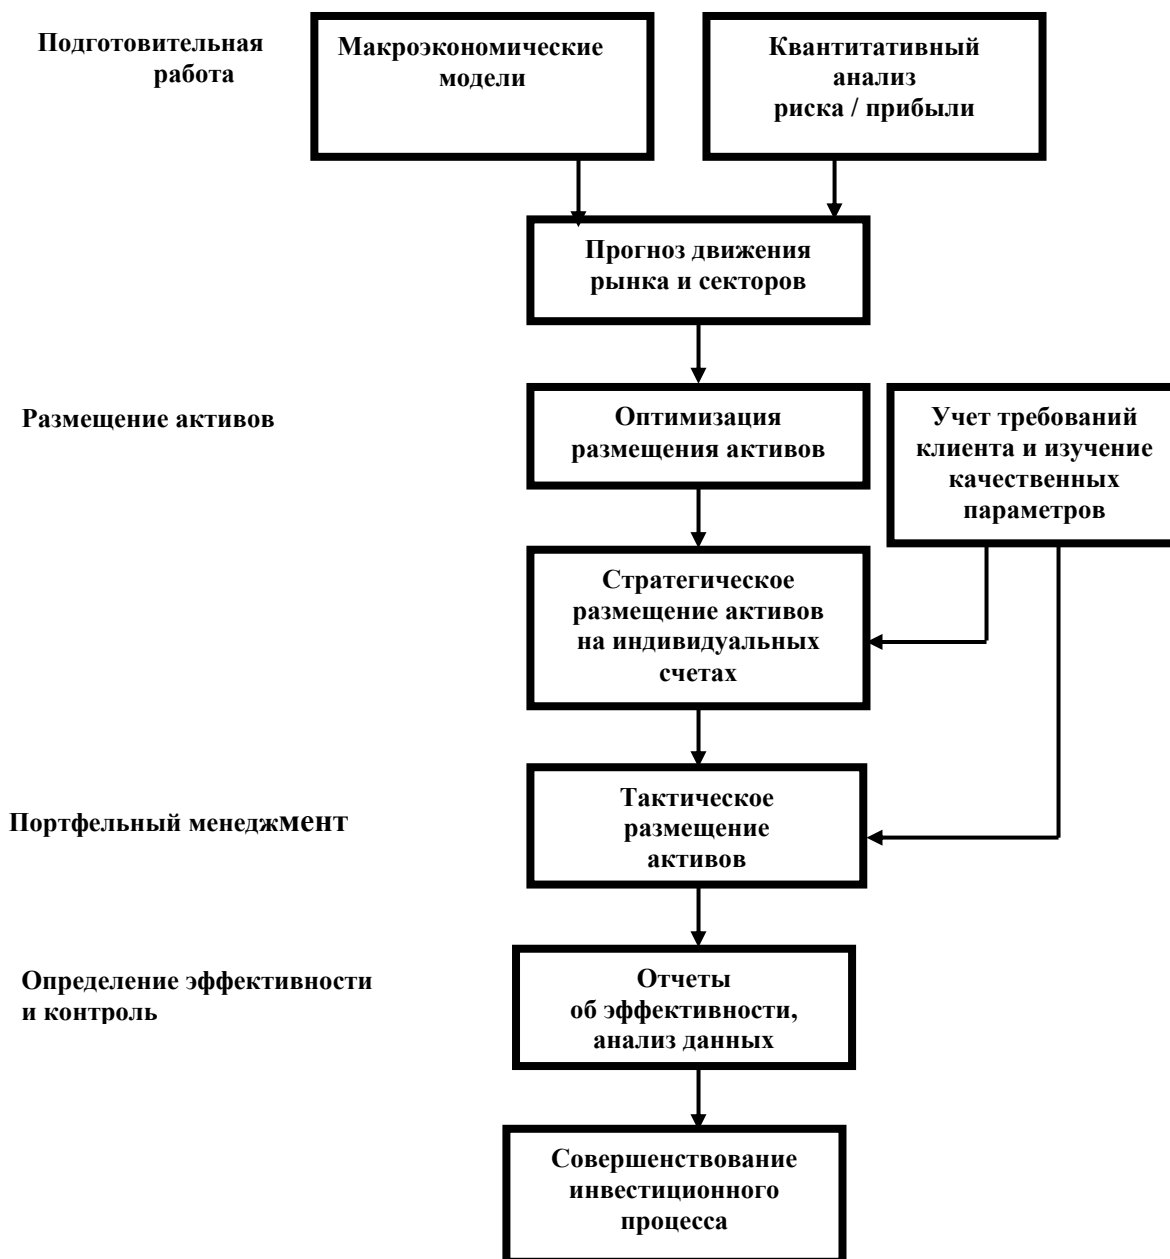 Подготовительная
работа
Макроэкономические
модели
Квантитативный
анализ
риска / прибыли
Прогноз движения
рынка и секторов
Размещение активов
Оптимизация
размещения активов
Учет требований
клиента и изучение
качественных
параметров
Стратегическое
размещение активов
на индивидуальных
счетах
Портфельный менеджмент
Тактическое
размещение
активов
Определение эффективности
и контроль
Отчеты
об эффективности,
анализ данных
Совершенствование
инвестиционного
процесса